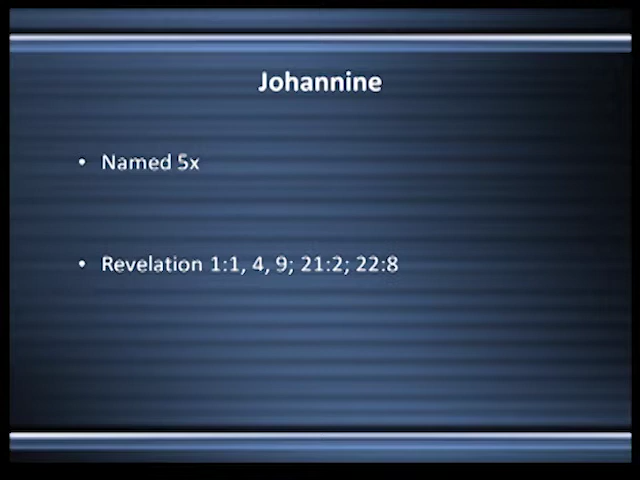 Johannine
• Named 5x
• Revelation 1:1, 4, 9; 21:2; 22:8